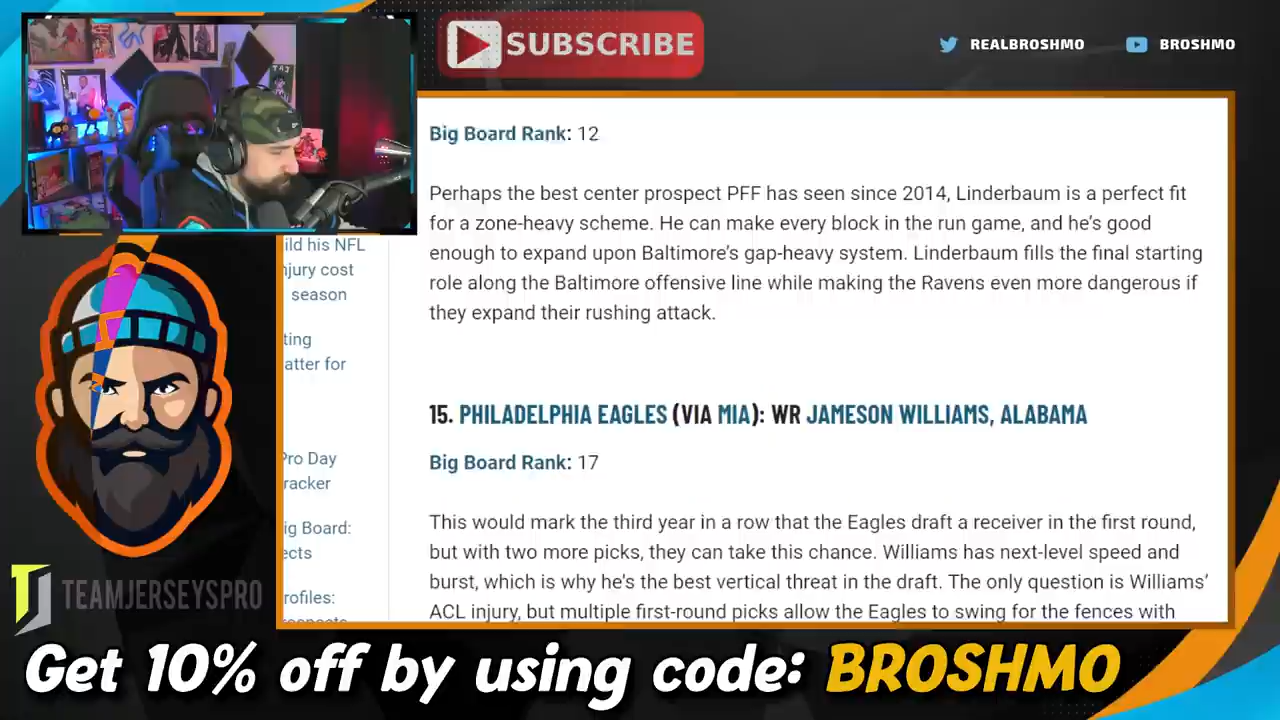 SUBSCRIBE
REALBROSHMO
BROSHMO
Big Board Rank: 12
Perhaps the best center prospect PFF has seen since 2014, Linderbaum is a perfect fit
for a zone-heavy scheme. He can make every block in the run game, and he's good
enough to expand upon Baltimore's gap-heavy system. Linderbaum fills the final starting
role along the Baltimore offensive line while making the Ravens even more dangerous if
they expand their rushing attack.
15. PHILADELPHIA EAGLES (VIA MIA): WR JAMESON WILLIAMS, ALABAMA
Big Board Rank: 17
This would mark the third year in a row that the Eagles draft a receiver in the first round,
but with two more picks, they can take this chance. Williams has next-level speed and
burst, which is why he's the best vertical threat in the draft. The only question is Williams'
ACL injury, but multiple first-round picks allow the Eagles to swing for the fences with
ild his NFL
njury cost
season
ting
atter for
Pro Day
racker
ig Board:
ects
rofiles:
TJ TEAMJERSEYSPRO
Get 10% off by using code: BROSHMO